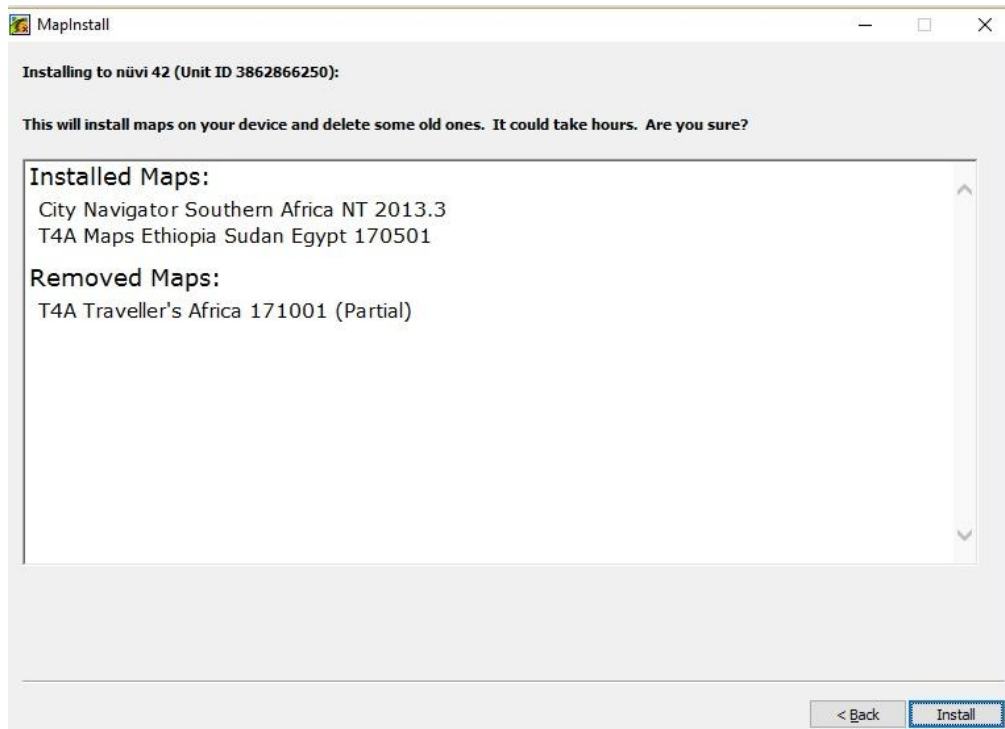 MapInstall
Installing to nüvi 42 (Unit ID 3862866250):
This will install maps on your device and delete some old ones. It could take hours. Are you sure?
Installed Maps:
City Navigator Southern Africa NT 2013.3
T4A Maps Ethiopia Sudan Egypt 170501
Removed Maps:
T4A Traveller's Africa 171001 (Partial)
< Back
Install